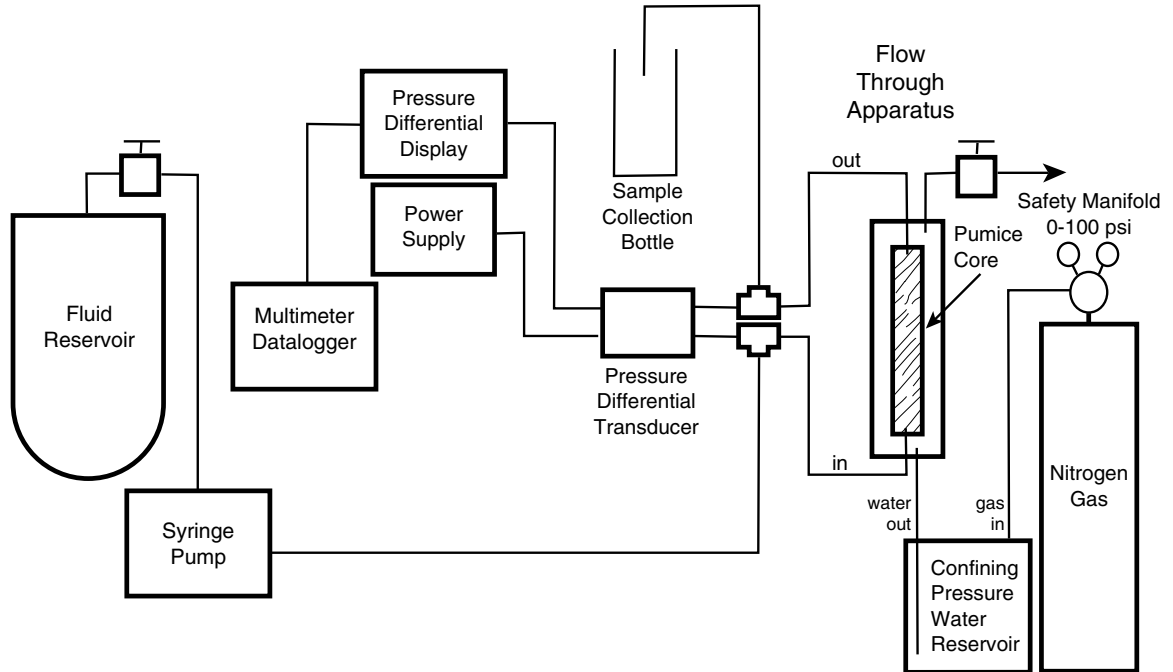 Flow
Through
Apparatus
Pressure
Differential
Display
out
Sample
Collection
Bottle
Safety Manifold
0-100 psi
Power
Supply
Pumice
Core
Fluid
Reservoir
Multimeter
Datalogger
Pressure
Differential
Transducer
in
Nitrogen
Gas
water
out
gas
in
Syringe
Pump
Confining
Pressure
Water
Reservoir